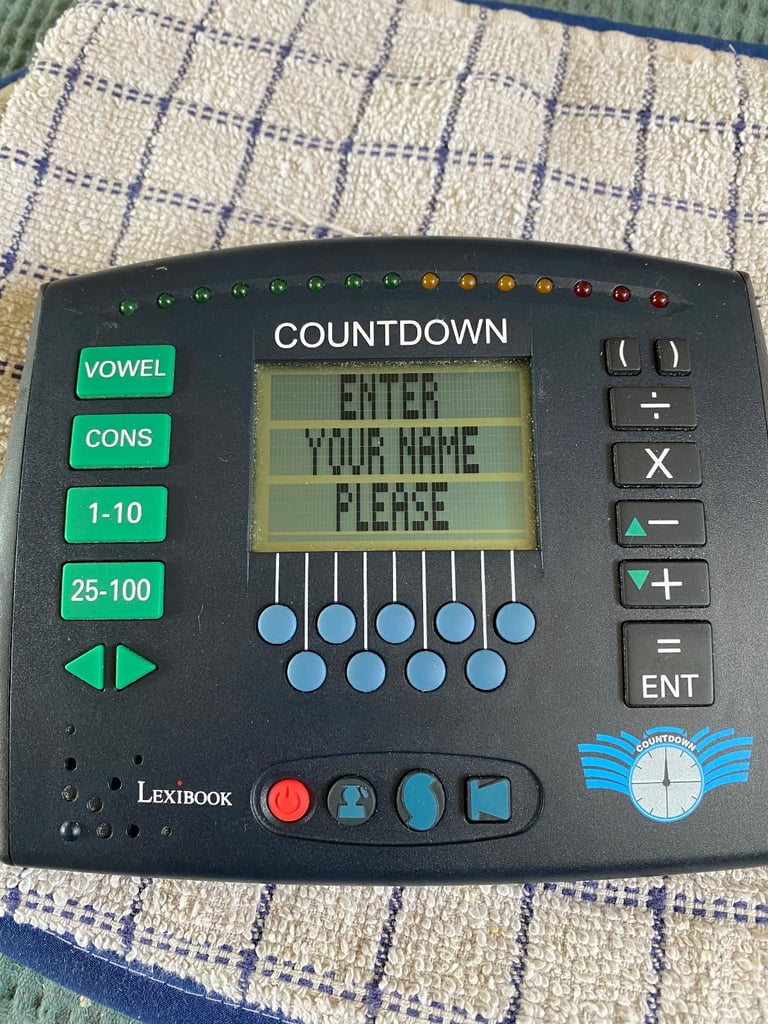 COUNTDOWN
ENTER
YOUR NAME
PLEASE
VOWEL
CONS
1-10
25-100
( )
÷
X
−
+
=
ENT
LEXIBOOK
COUNTDOWN